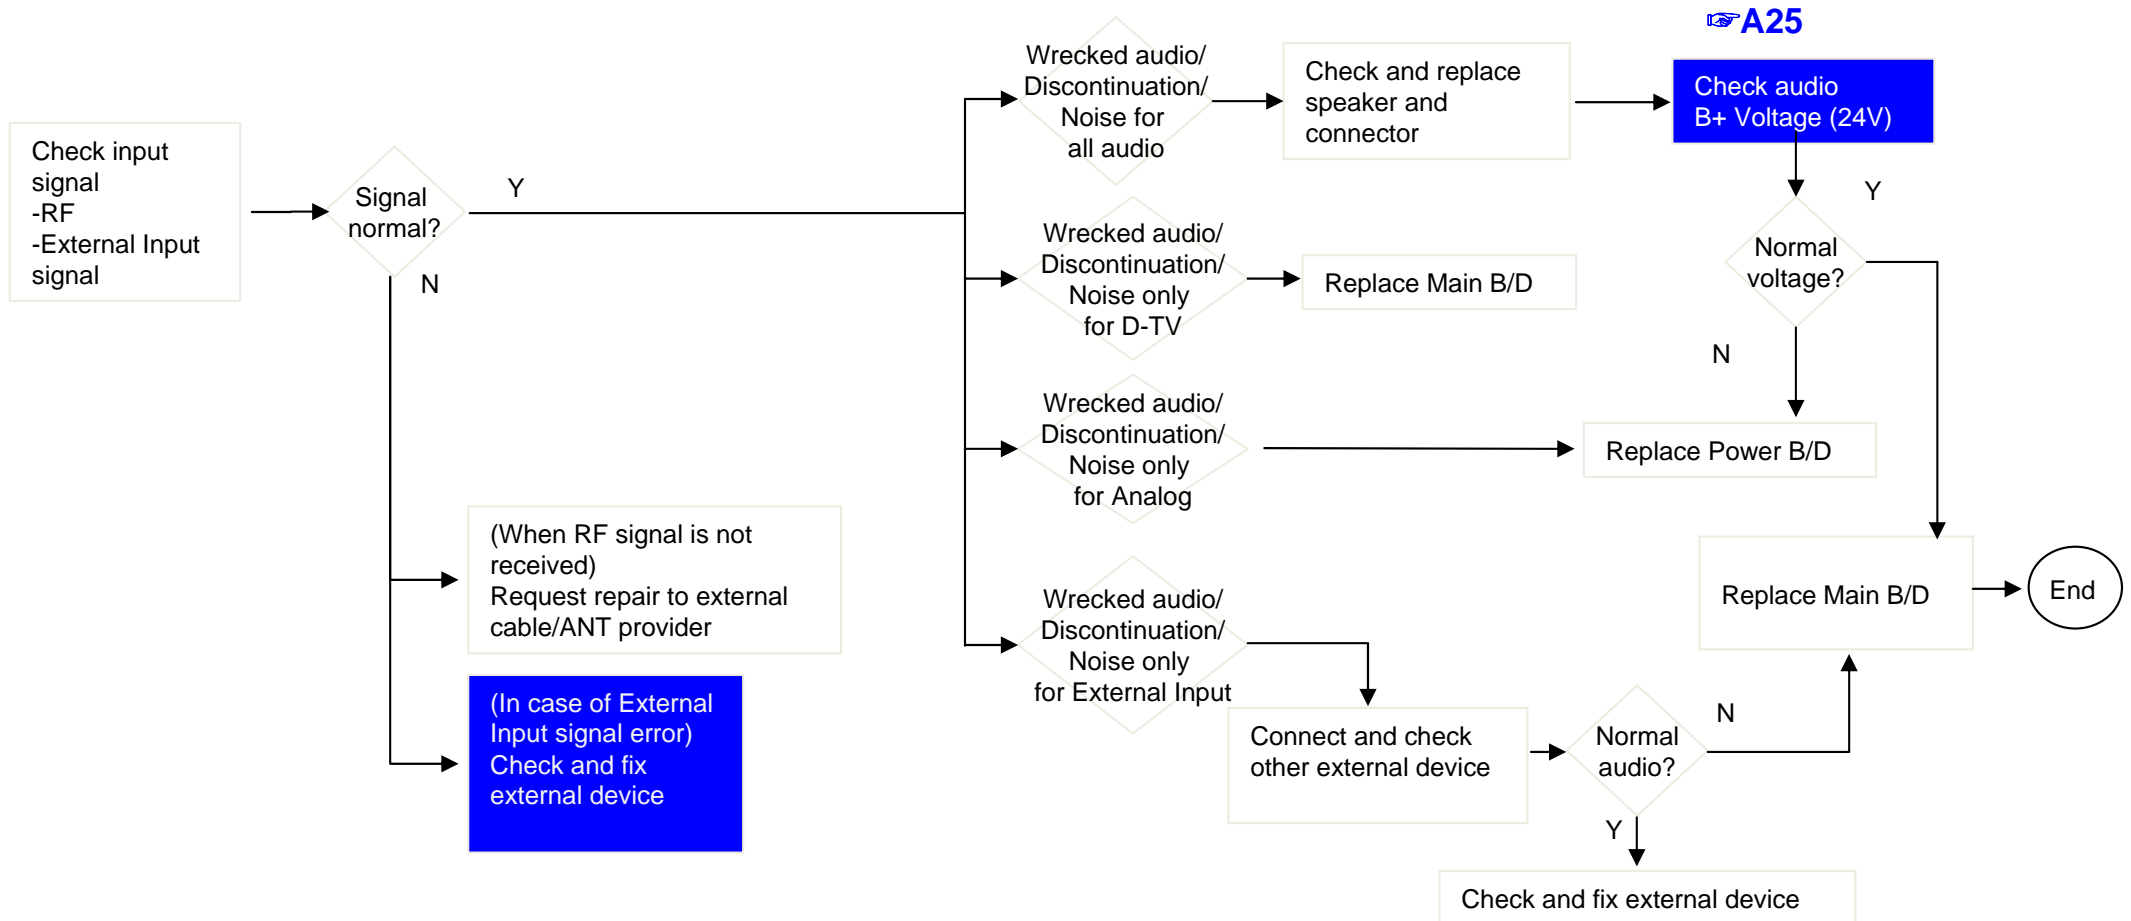 ☞A25
Check input
signal
-RF
-External Input
signal
Signal
normal?
Y
N
(When RF signal is not
received)
Request repair to external
cable/ANT provider
(In case of External
Input signal error)
Check and fix
external device
Wrecked audio/
Discontinuation/
Noise for
all audio
Check and replace
speaker and
connector
Check audio
B+ Voltage (24V)
Y
Normal
voltage?
N
Wrecked audio/
Discontinuation/
Noise only
for D-TV
Replace Main B/D
Wrecked audio/
Discontinuation/
Noise only
for Analog
Replace Power B/D
Wrecked audio/
Discontinuation/
Noise only
for External Input
Connect and check
other external device
Normal
audio?
N
Y
Replace Main B/D
End
Check and fix external device